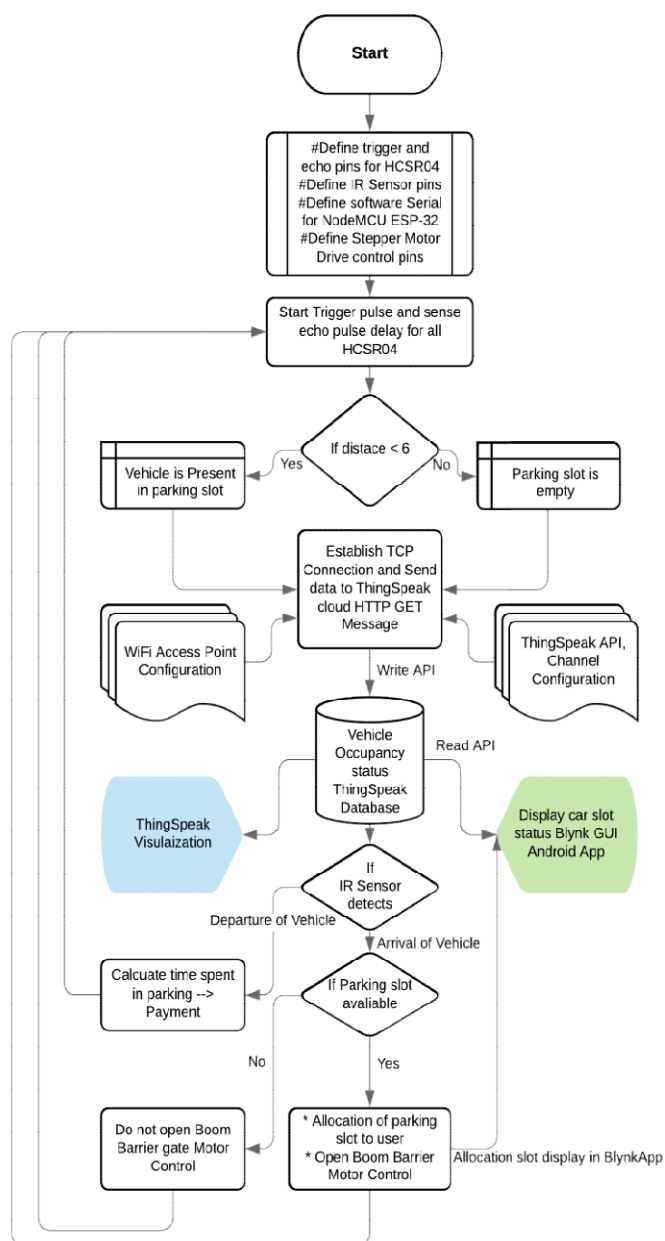 Start
#Define trigger and
echo pins for HCSR04
#Define IR Sensor pins
#Define software Serial
for NodeMCU ESP-32
#Define Stepper Motor
Drive control pins
Start Trigger pulse and sense
echo pulse delay for all
HCSR04
If distace < 6
Yes
No
Vehicle is Present
in parking slot
Parking slot is
empty
Establish TCP
Connection and Send
data to ThingSpeak
cloud HTTP GET
Message
WiFi Access Point
Configuration
ThingSpeak API,
Channel
Configuration
Write API
Vehicle
Occupancy
status
ThingSpeak
Database
Read API
ThingSpeak
Visulaization
Display car slot
status Blynk GUI
Android App
If
IR Sensor
detects
Departure of Vehicle
Arrival of Vehicle
Calcuate time spent
in parking -->
Payment
If Parking slot
avaliable
No
Yes
Do not open Boom
Barrier gate Motor
Control
* Allocation of parking
slot to user
* Open Boom Barrier
Motor Control
Allocation slot display in BlynkApp